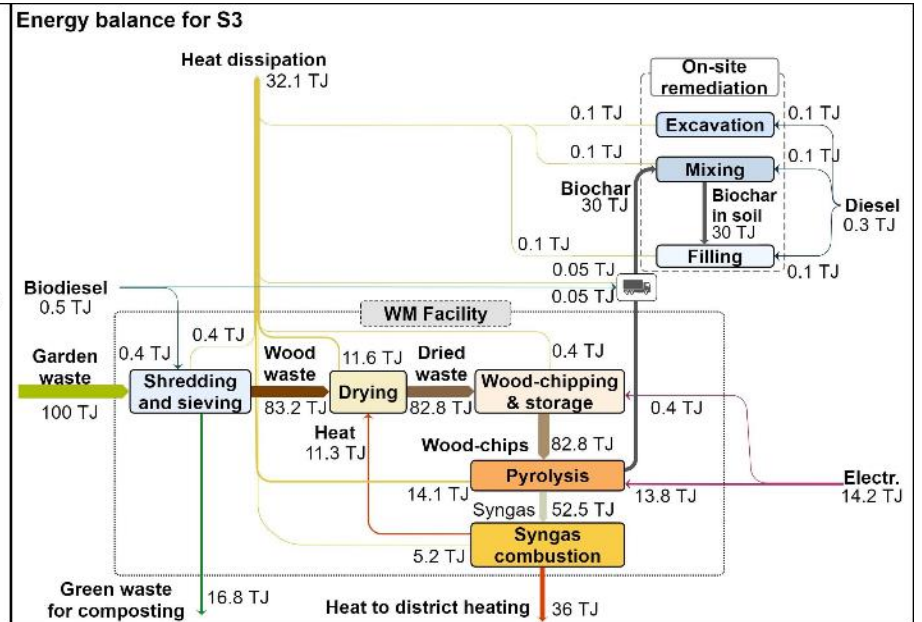 Energy balance for S3
Heat dissipation
32.1 TJ
On-site
remediation
0.1 TJ
Excavation
0.1 TJ
0.1 TJ
Mixing
0.1 TJ
Biochar
30 TJ
Biochar
in soil
30 TJ
Diesel
0.3 TJ
0.1 TJ
Filling
0.1 TJ
0.05 TJ
0.05 TJ
Biodiesel
0.5 TJ
WM Facility
0.4 TJ
0.4 TJ
Garden
waste
100 TJ
Shredding
and sieving
Wood
waste
83.2 TJ
11.6 TJ
Drying
Dried
waste
82.8 TJ
0.4 TJ
Wood-chipping
& storage
0.4 TJ
Heat
11.3 TJ
Wood-chips
82.8 TJ
Pyrolysis
14.1 TJ
13.8 TJ
Electr.
14.2 TJ
Syngas
52.5 TJ
Syngas
combustion
5.2 TJ
Green waste
for composting
16.8 TJ
Heat to district heating
36 TJ